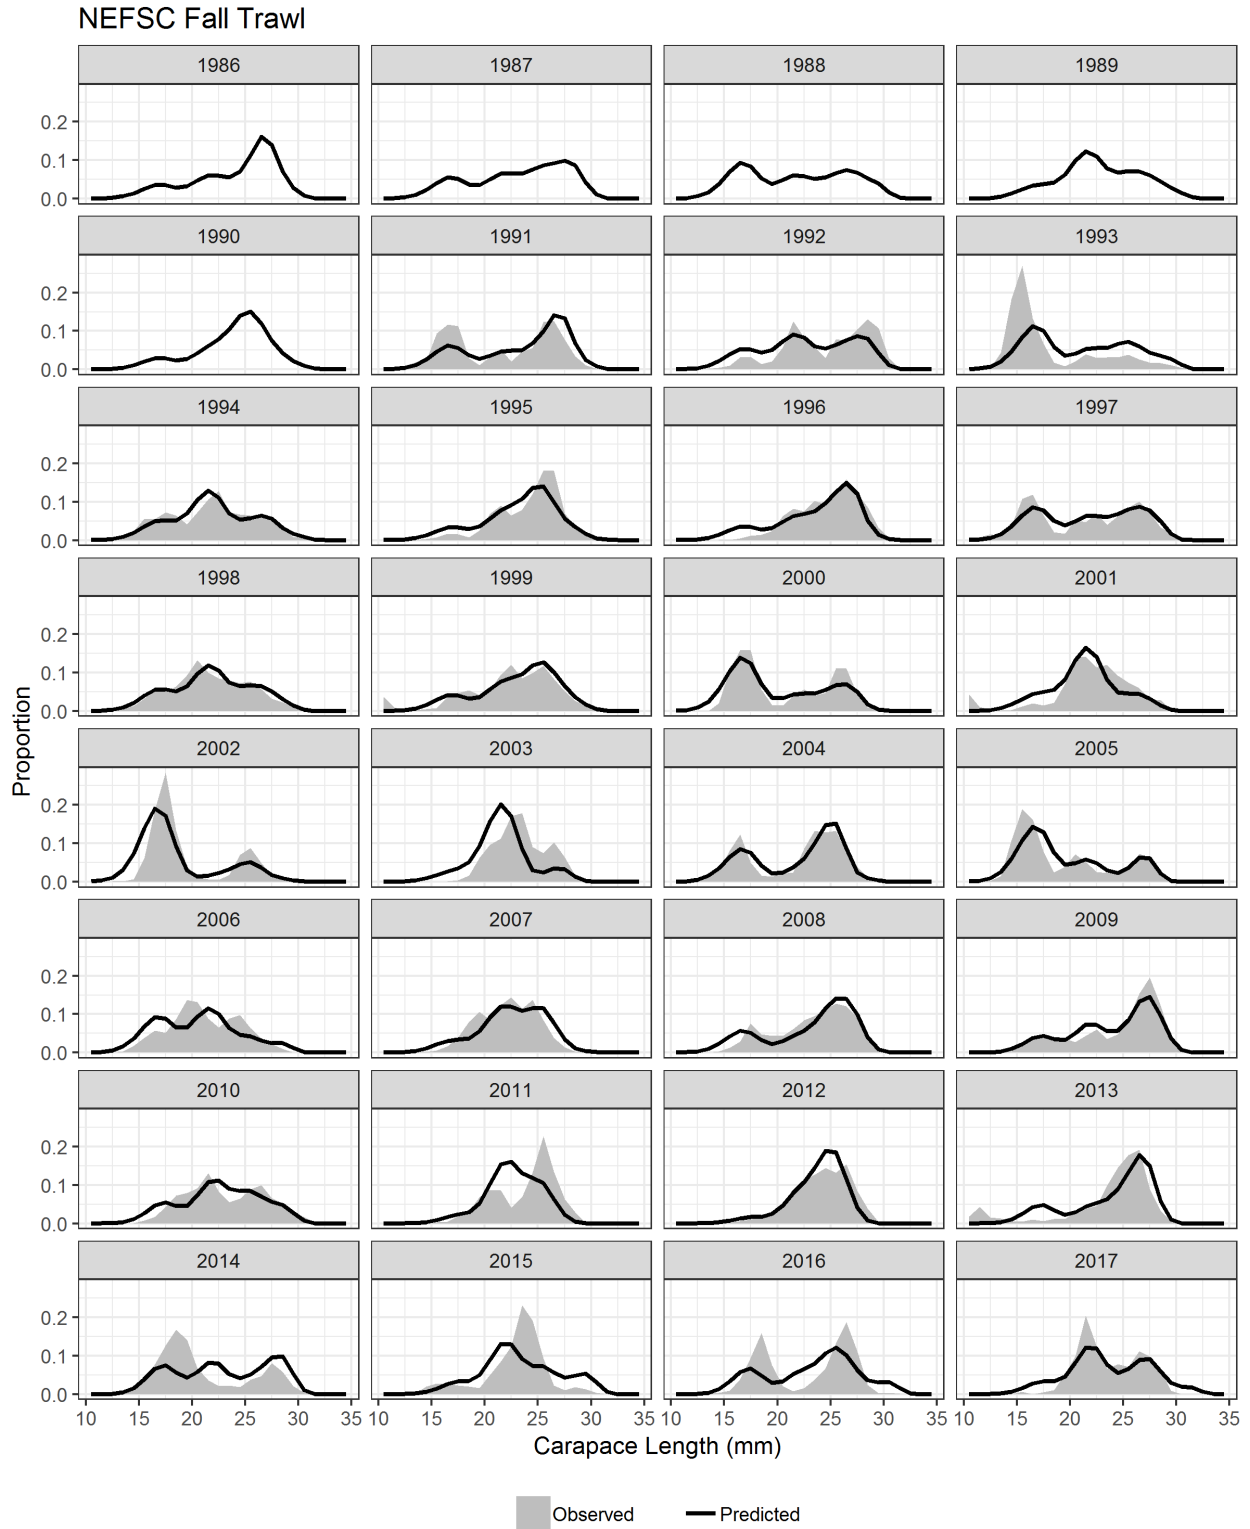 NEFSC Fall Trawl
1986 1987 1988 1989
0.2
0.1
0.0
1990 1991 1992 1993
0.2
0.1
0.0
1994 1995 1996 1997
0.2
0.1
0.0
1998 1999 2000 2001
0.2
0.1
0.0
Proportion
2002 2003 2004 2005
0.2
0.1
0.0
2006 2007 2008 2009
0.2
0.1
0.0
2010 2011 2012 2013
0.2
0.1
0.0
2014 2015 2016 2017
0.2
0.1
0.0
10 15 20 25 30 35 10 15 20 25 30 35 10 15 20 25 30 35 10 15 20 25 30 35
Carapace Length (mm)
Observed Predicted